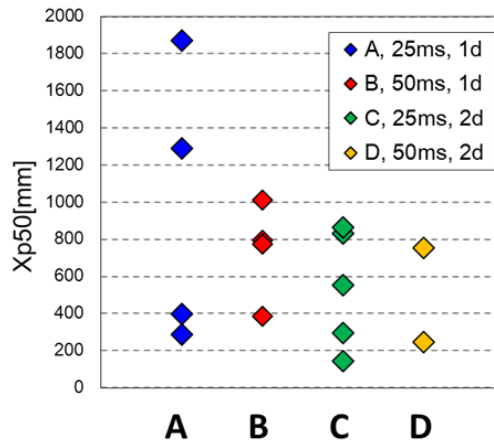 2000
1800
1600
1400
1200
1000
800
600
400
200
0
Xp50[mm]
A, 25ms, 1d
B, 50ms, 1d
C, 25ms, 2d
D, 50ms, 2d
A B C D